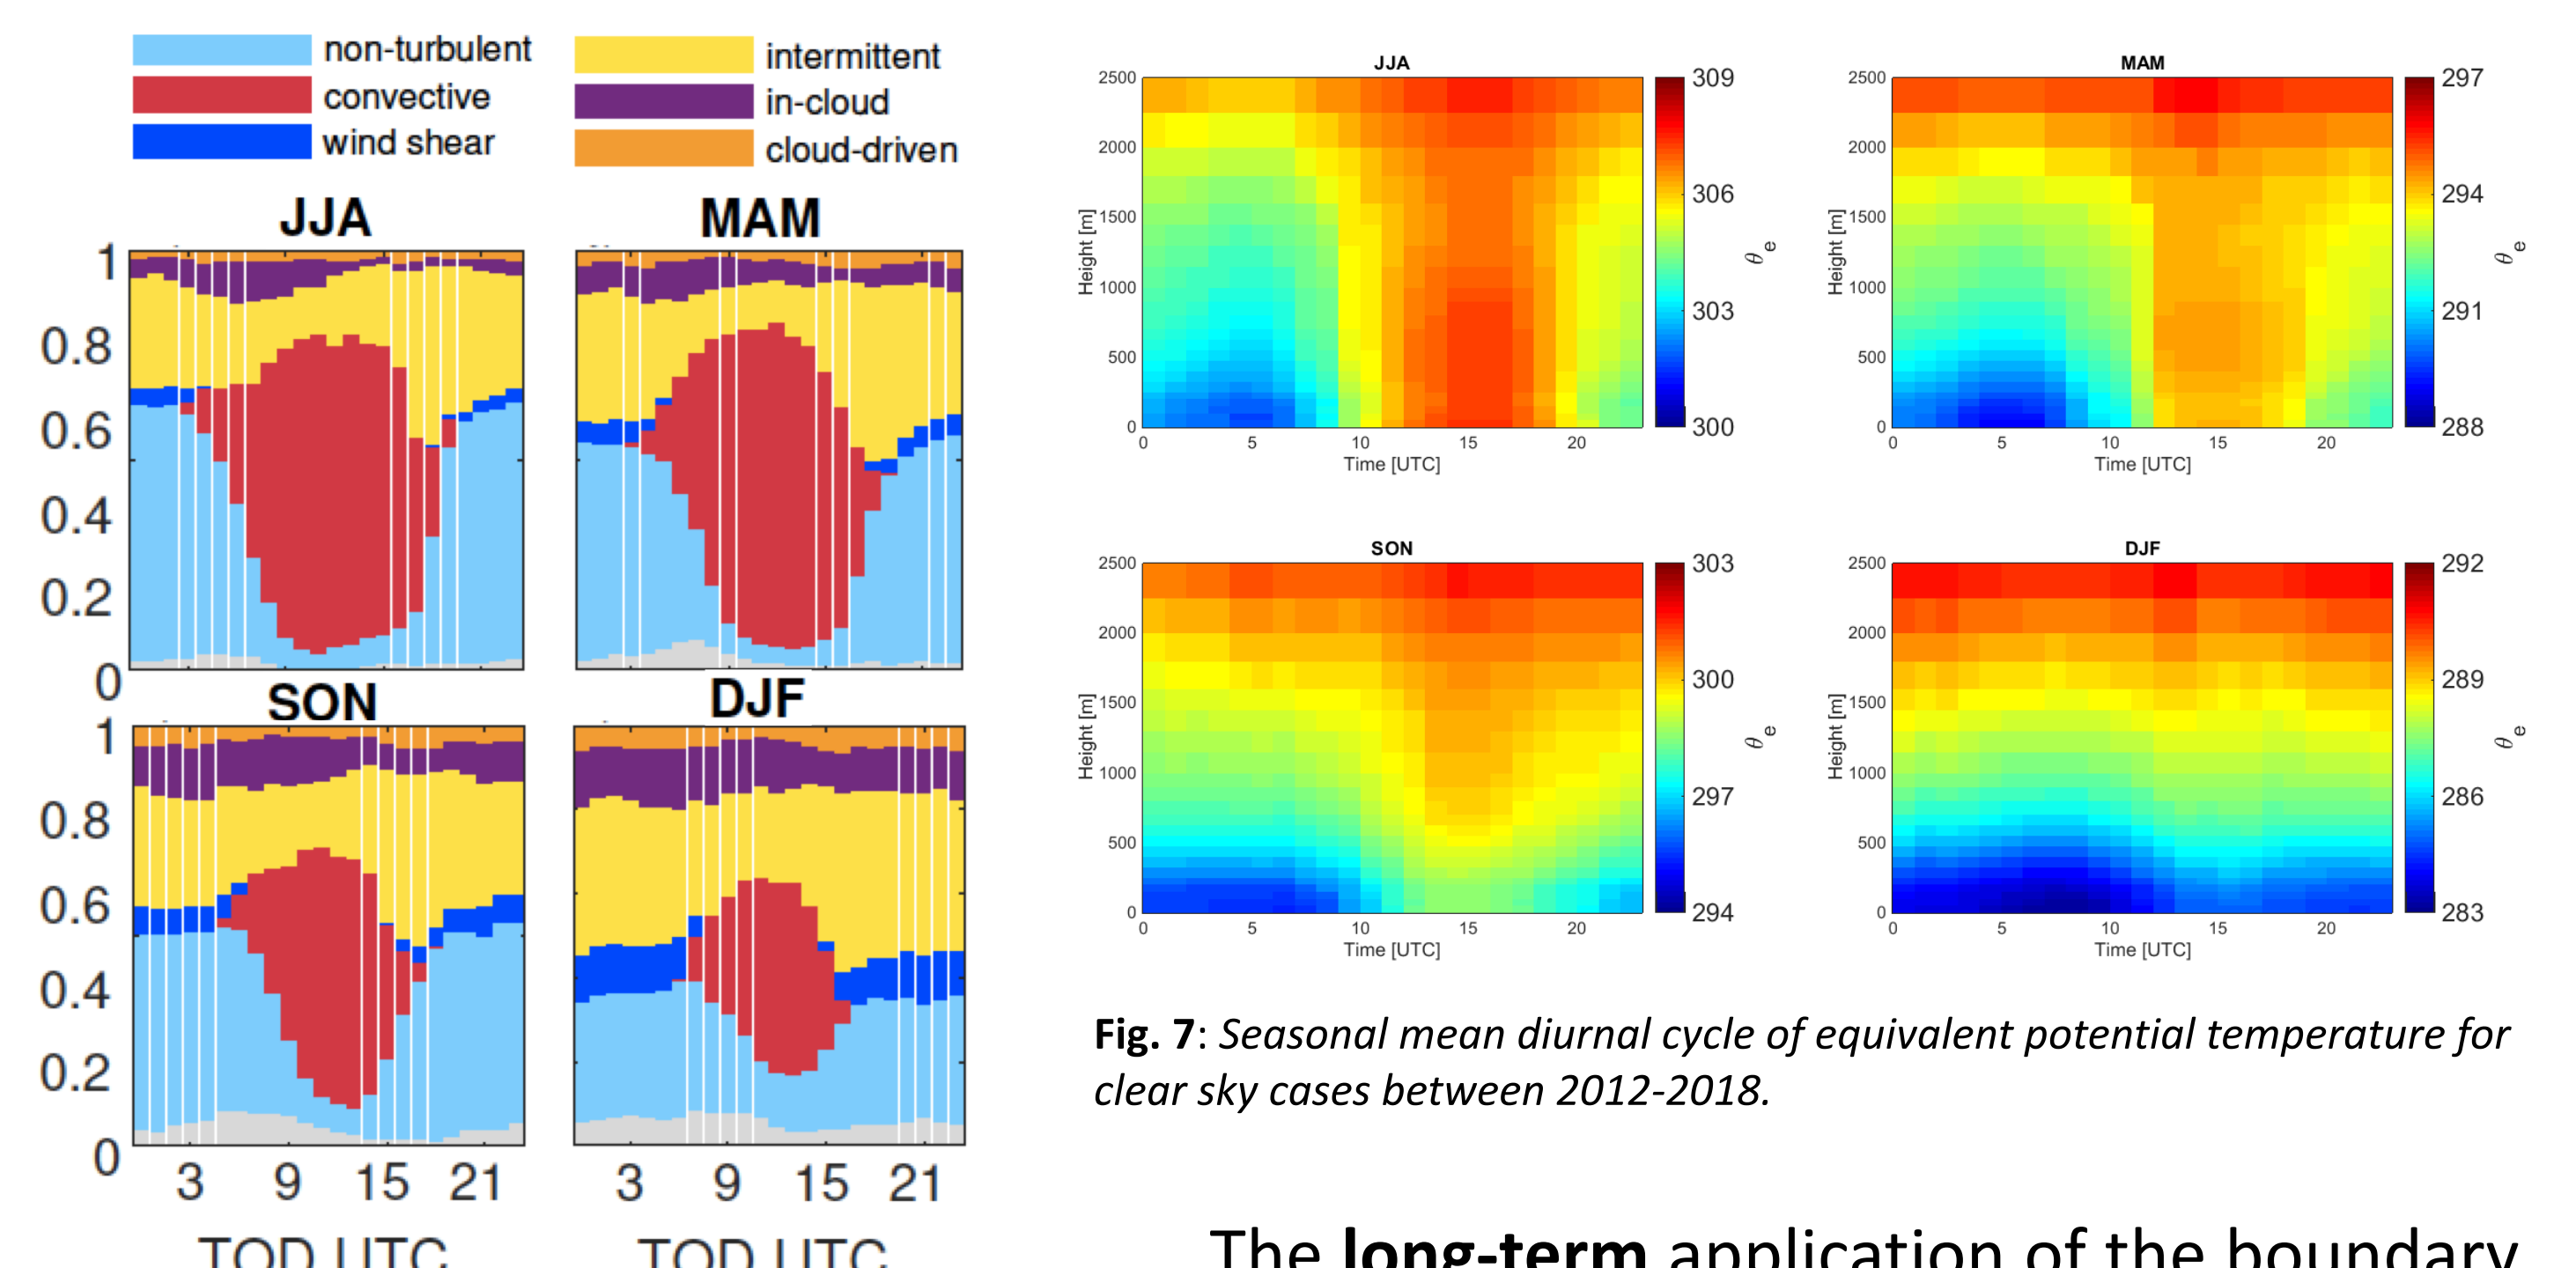 non-turbulent
convective
wind shear
intermittent
in-cloud
cloud-driven
JJA
MAM
1
0.8
0.6
0.4
0.2
0
SON
DJF
1
0.8
0.6
0.4
0.2
0
3 9 15 21
3 9 15 21
TOD UTC
TOD UTC
JJA
2500
2000
1500
1000
500
0
Height [m]
0 5 10 15 20
Time [UTC]
309
306
303
300
θe
MAM
2500
2000
1500
1000
500
0
Height [m]
0 5 10 15 20
Time [UTC]
297
294
291
288
θe
SON
2500
2000
1500
1000
500
0
Height [m]
0 5 10 15 20
Time [UTC]
303
300
297
294
θe
DJF
2500
2000
1500
1000
500
0
Height [m]
0 5 10 15 20
Time [UTC]
292
289
286
283
θe
Fig. 7: Seasonal mean diurnal cycle of equivalent potential temperature for
clear sky cases between 2012-2018.
The long-term application of the boundary